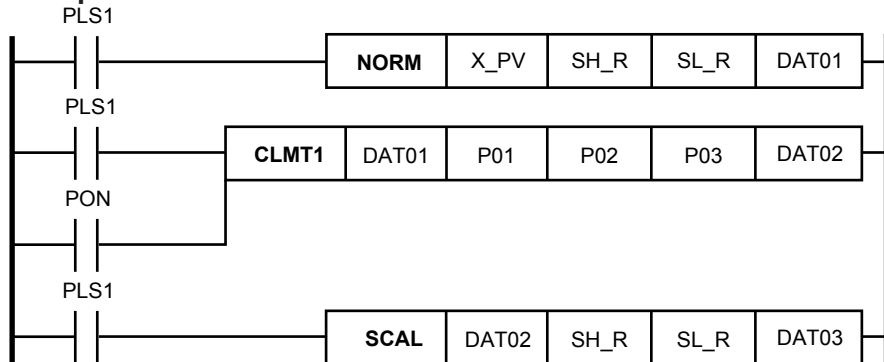 PLS1
NORM X_PV SH_R SL_R DAT01
PLS1
CLMT1 DAT01 P01 P02 P03 DAT02
PON
PLS1
SCAL DAT02 SH_R SL_R DAT03